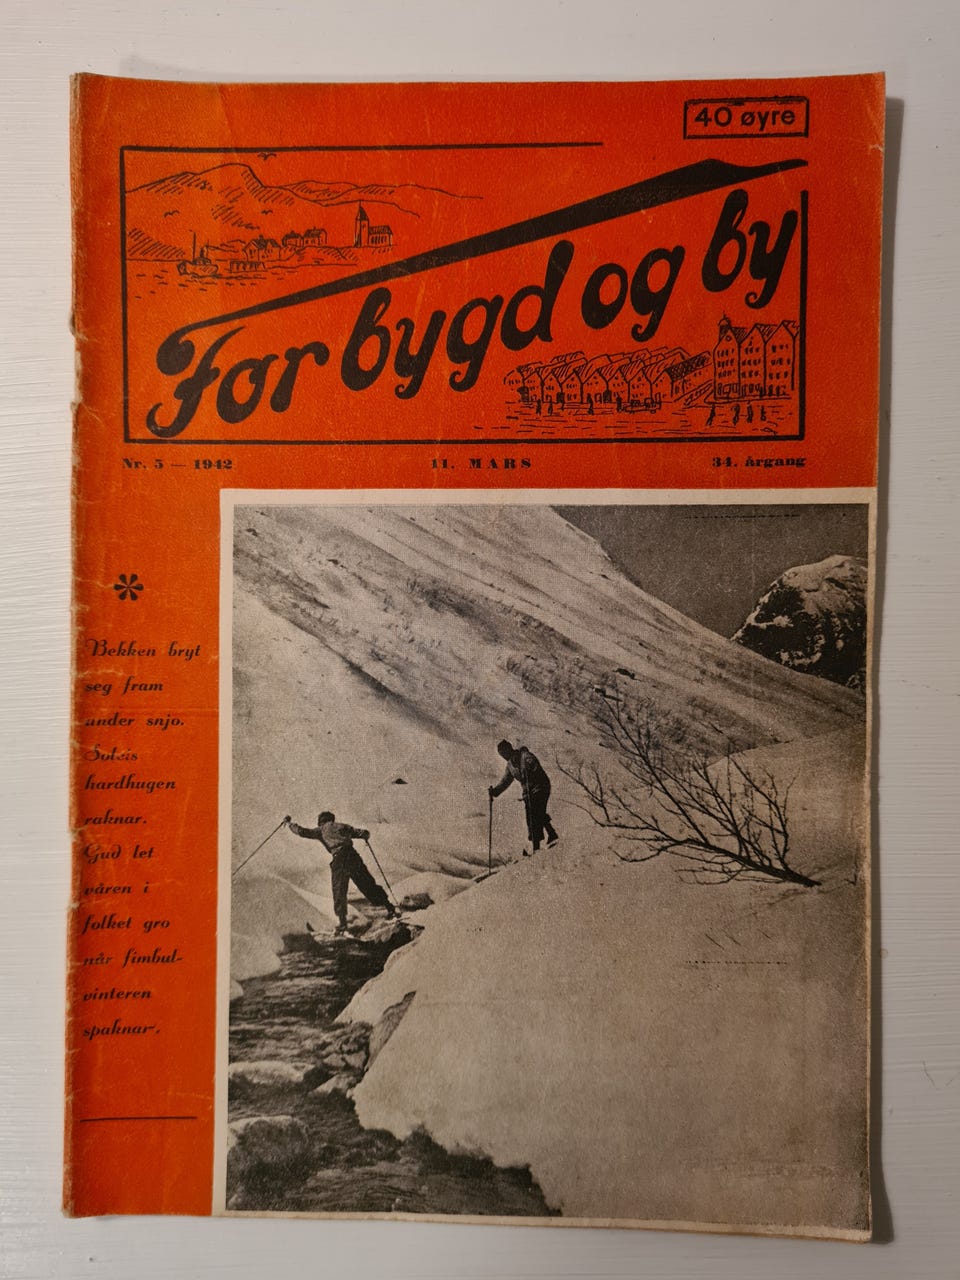 40 øyre
For bygd og by
Nr. 5 — 1942 11. MARS 34. årgang
*
Bekken bryt
seg fram
under snjo.
Soleis
hardhugen
raknar.
Gud let
våren i
folket gro
når fimbul-
vinteren
spaknar.